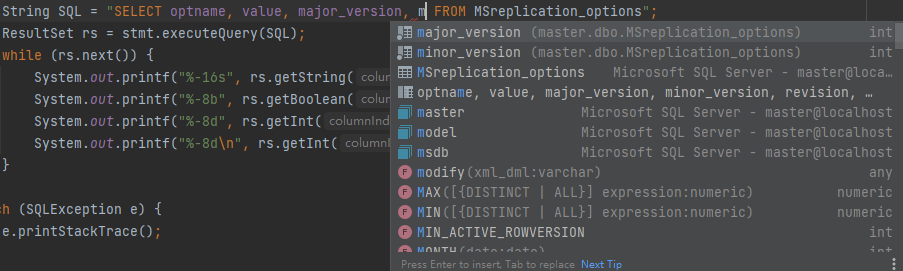 String SQL = "SELECT optname, value, major_version, m FROM MSreplication_options";
ResultSet rs = stmt.executeQuery(SQL);
while (rs.next()) {
System.out.printf("%-16s", rs.getString(
System.out.printf("%-8b", rs.getBoolean(
System.out.printf("%-8d", rs.getInt( columnInd
System.out.printf("%-8d\n", rs.getInt(
}
ch (SQLException e) {
e.printStackTrace();
major_version (master.dbo.MSreplication_options) int
minor_version (master.dbo.MSreplication_options) int
MSreplication_options Microsoft SQL Server - master@loca...
optname, value, major_version, minor_version, revision, …
master Microsoft SQL Server - master@localhost
model Microsoft SQL Server - master@localhost
msdb Microsoft SQL Server - master@localhost
modify(xml_dml:varchar) any
MAX([{DISTINCT | ALL}] expression:numeric) numeric
MIN([{DISTINCT | ALL}] expression:numeric) numeric
MIN_ACTIVE_ROWVERSION int
MONTH(date:date) int
Press Enter to insert, Tab to replace Next Tip